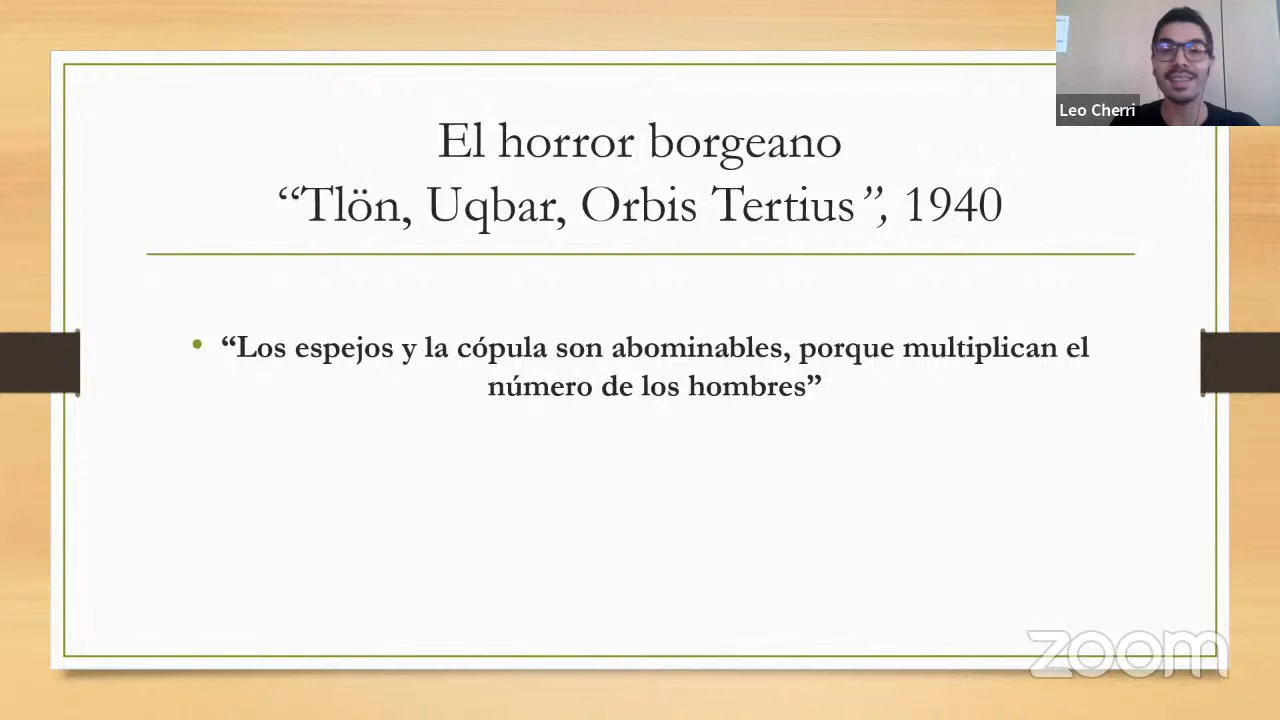 Leo Cherri
El horror borgeano
“Tlön, Uqbar, Orbis Tertius”, 1940
• “Los espejos y la cópula son abominables, porque multiplican el
número de los hombres”
zoom